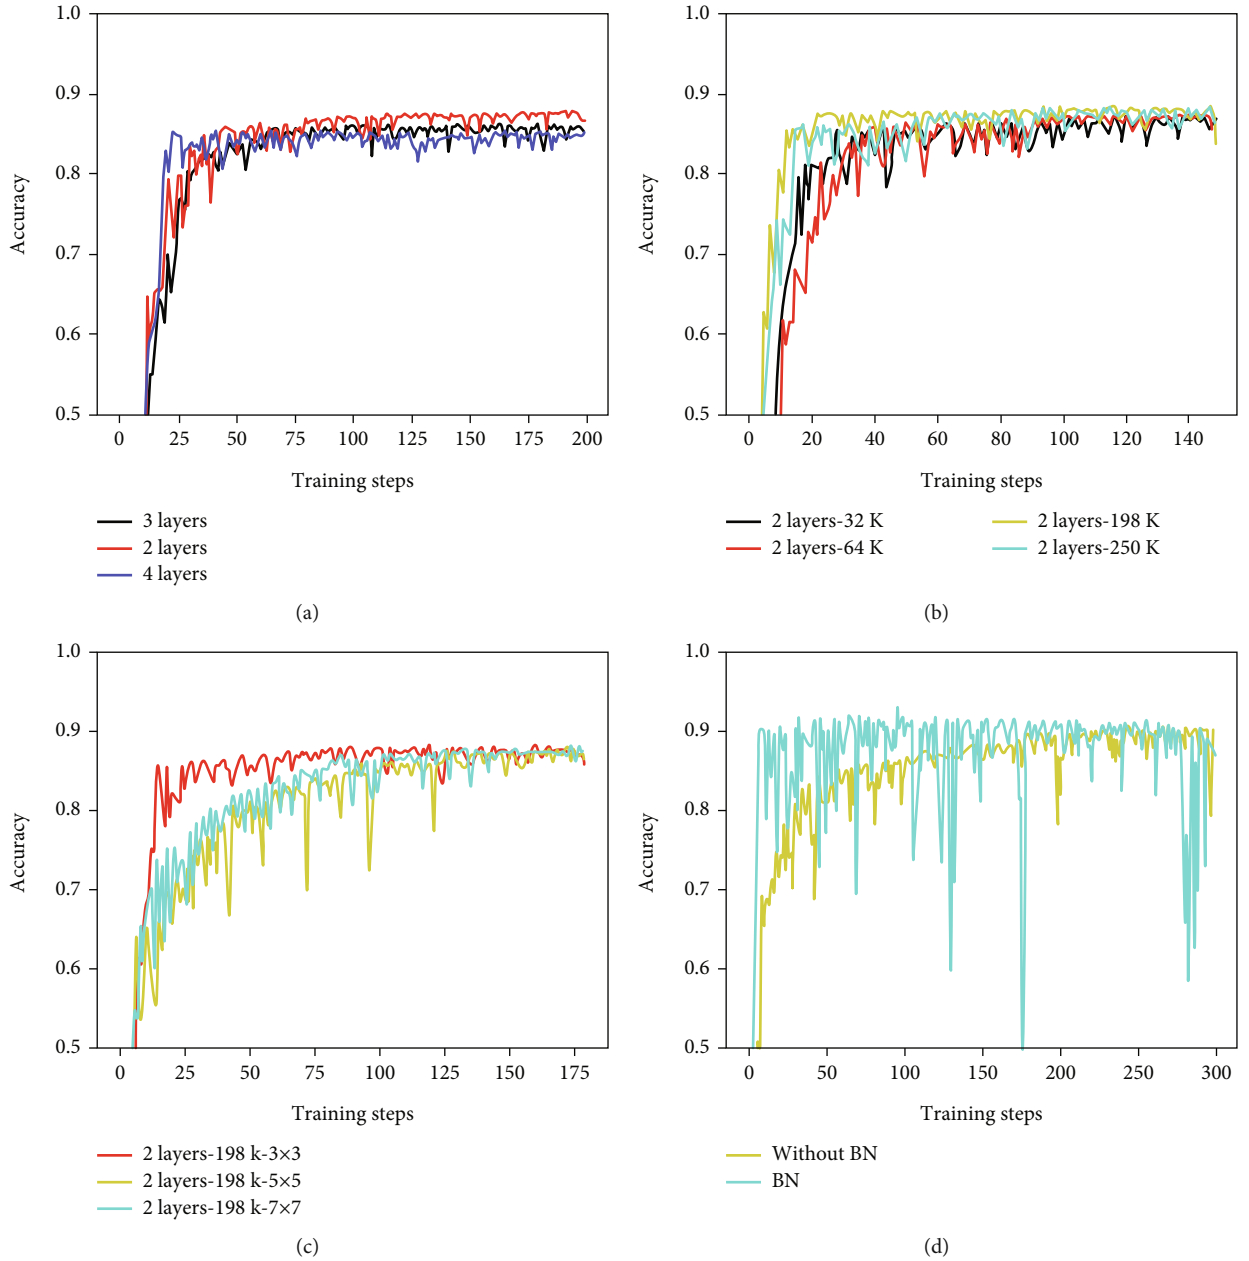 1.0
0.9
0.8
0.7
0.6
0.5
Accuracy
0 25 50 75 100 125 150 175 200
Training steps
3 layers
2 layers
4 layers
(a)
1.0
0.9
0.8
0.7
0.6
0.5
Accuracy
0 20 40 60 80 100 120 140
Training steps
2 layers-32 K 2 layers-198 K
2 layers-64 K 2 layers-250 K
(b)
1.0
0.9
0.8
0.7
0.6
0.5
Accuracy
0 25 50 75 100 125 150 175
Training steps
2 layers-198 k-3×3
2 layers-198 k-5×5
2 layers-198 k-7×7
(c)
1.0
0.9
0.8
0.7
0.6
0.5
Accuracy
0 50 100 150 200 250 300
Training steps
Without BN
BN
(d)